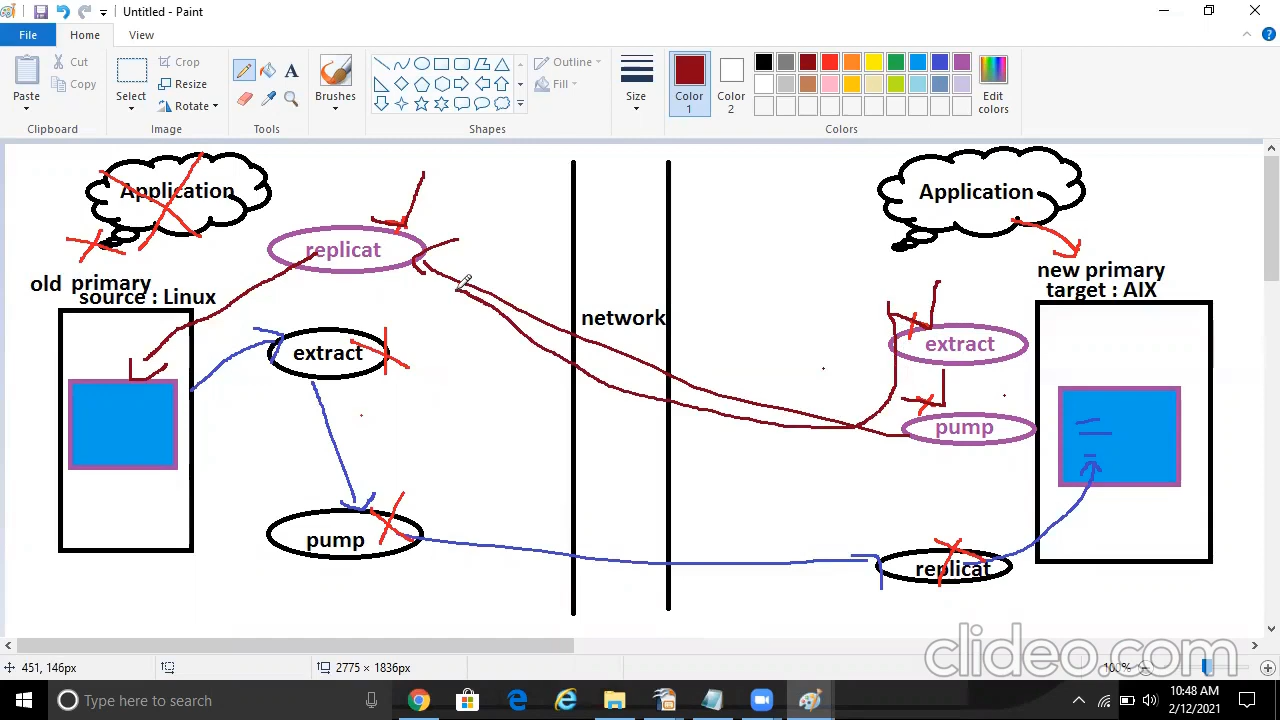 Untitled - Paint
File
Home
View
Paste
Cut
Copy
Clipboard
Select
Crop
Resize
Rotate
Image
Tools
Brushes
Shapes
Outline
Fill
Size
Color
1
Color
2
Edit
colors
Colors
Application
Application
replicat
old primary
source : Linux
new primary
target : AIX
network
extract
extract
pump
pump
replicat
clideo.com
451, 146px
2775 × 1836px
100%
Type here to search
10:48 AM
2/12/2021